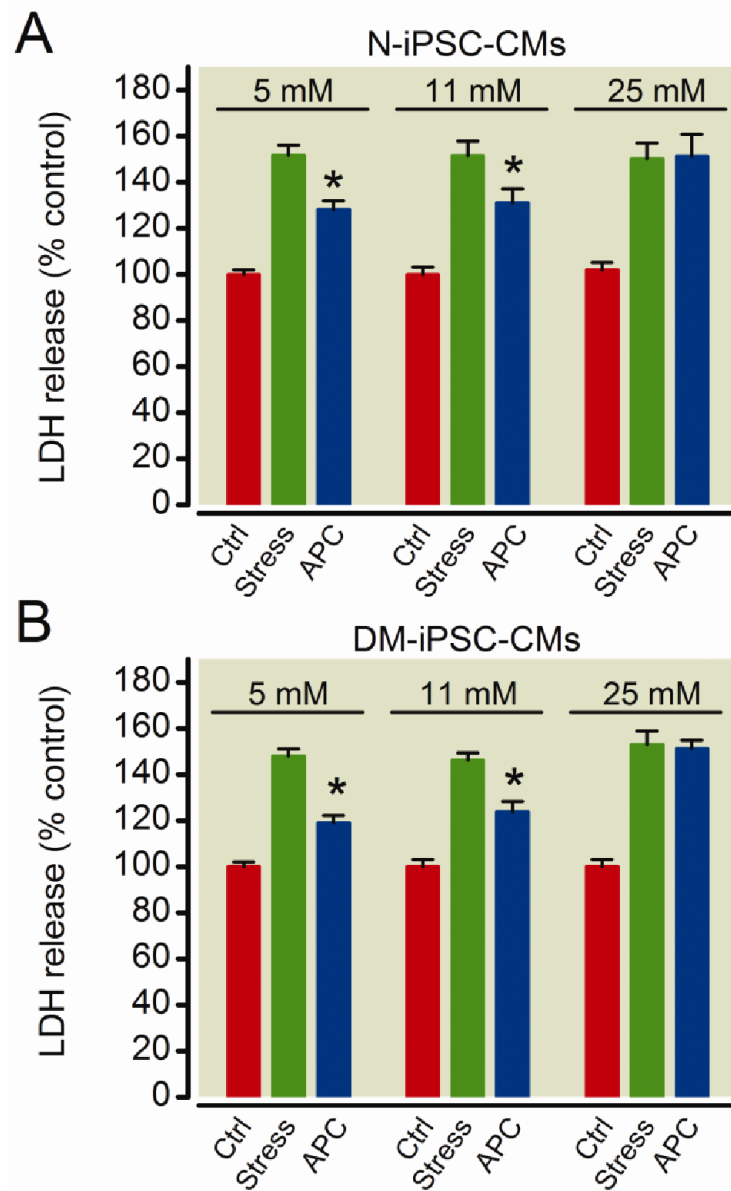 A
N-iPSC-CMs
LDH release (% control)
180
160
140
120
100
80
60
40
20
0
5 mM
11 mM
25 mM
*
*
Ctrl
Stress
APC
Ctrl
Stress
APC
Ctrl
Stress
APC
B
DM-iPSC-CMs
LDH release (% control)
180
160
140
120
100
80
60
40
20
0
5 mM
11 mM
25 mM
*
*
Ctrl
Stress
APC
Ctrl
Stress
APC
Ctrl
Stress
APC